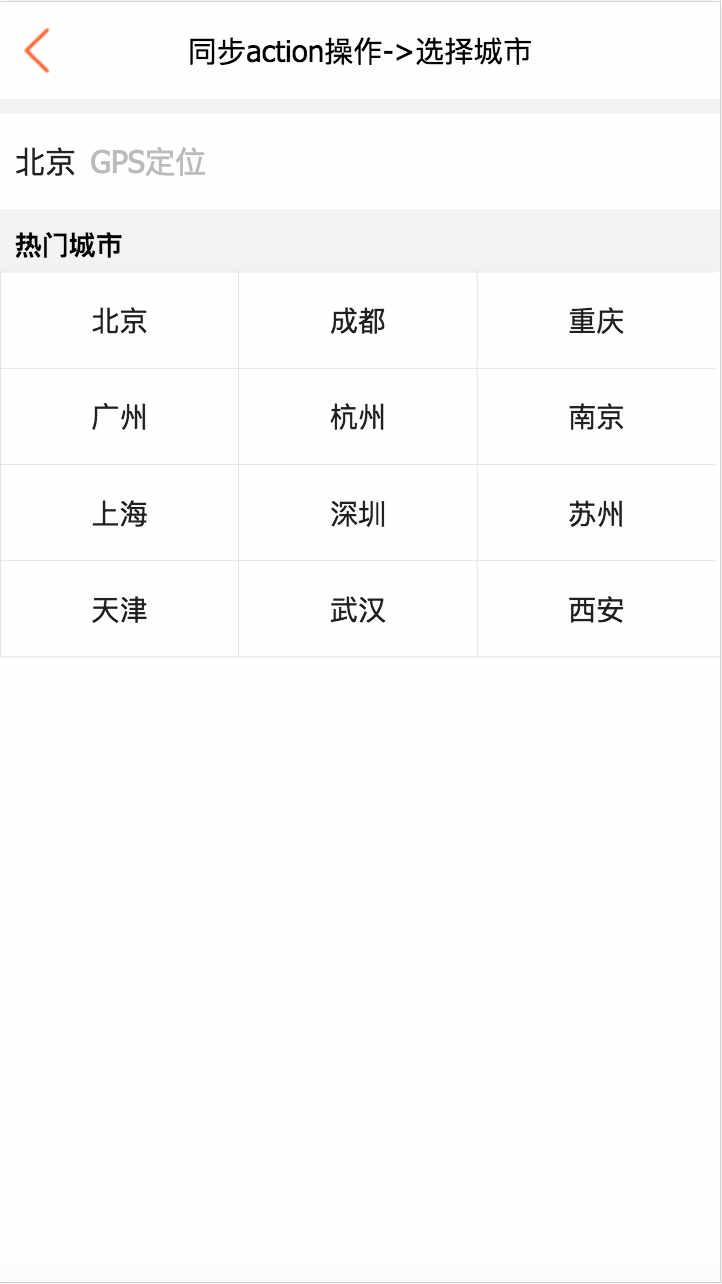 同步action操作->选择城市
北京 GPS定位
热门城市
北京 成都 重庆
广州 杭州 南京
上海 深圳 苏州
天津 武汉 西安